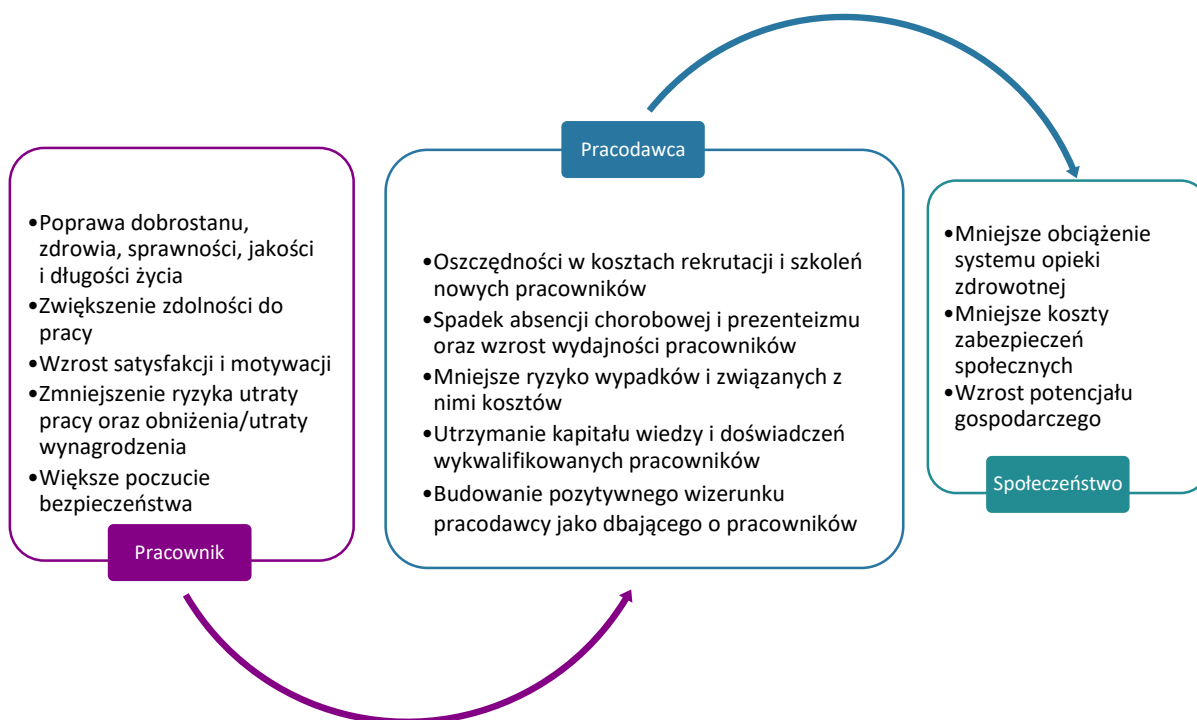 •Poprawa dobrostanu,
zdrowia, sprawności, jakości
i długości życia
•Zwiększenie zdolności do
pracy
•Wzrost satysfakcji i motywacji
•Zmniejszenie ryzyka utraty
pracy oraz obniżenia/utraty
wynagrodzenia
•Większe poczucie
bezpieczeństwa
Pracownik
Pracodawca
•Oszczędności w kosztach rekrutacji i szkoleń
nowych pracowników
•Spadek absencji chorobowej i prezenteizmu
oraz wzrost wydajności pracowników
•Mniejsze ryzyko wypadków i związanych z
nimi kosztów
•Utrzymanie kapitału wiedzy i doświadczeń
wykwalifikowanych pracowników
•Budowanie pozytywnego wizerunku
pracodawcy jako dbającego o pracowników
•Mniejsze obciążenie
systemu opieki
zdrowotnej
•Mniejsze koszty
zabezpieczeń
społecznych
•Wzrost potencjału
gospodarczego
Społeczeństwo